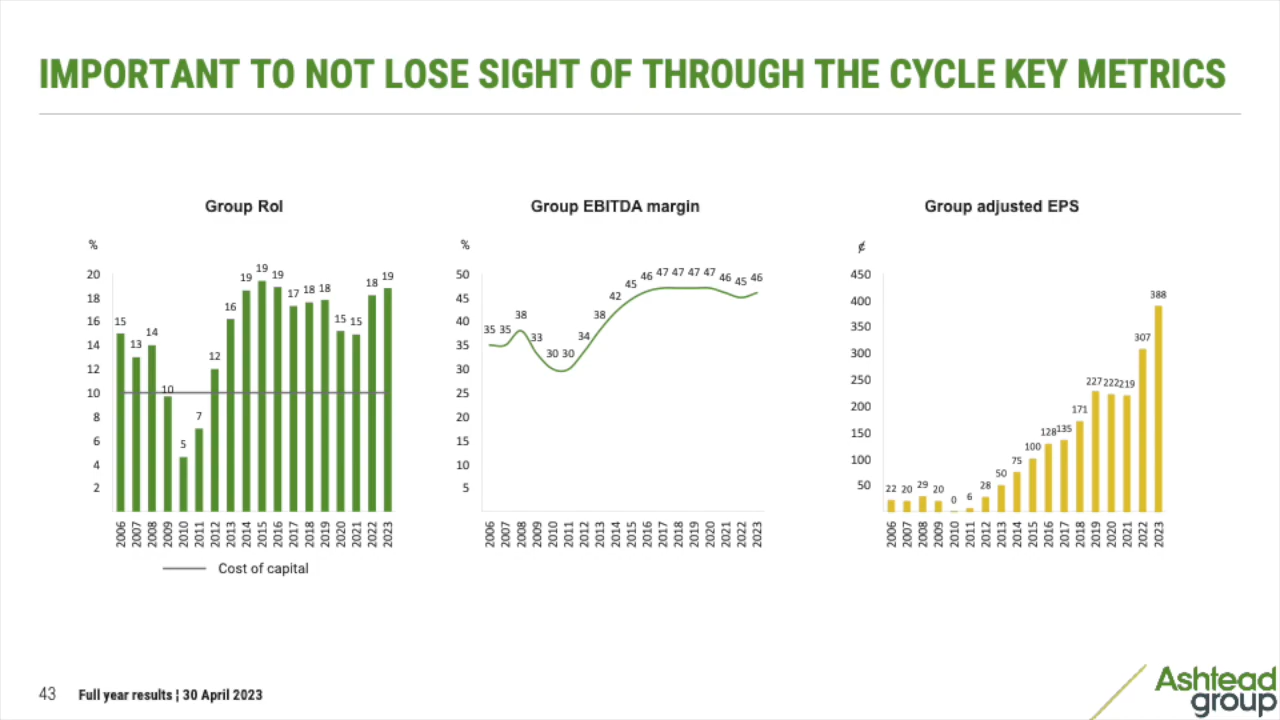 IMPORTANT TO NOT LOSE SIGHT OF THROUGH THE CYCLE KEY METRICS
Group RoI
%
20
18
16
14
12
10
8
6
4
2
15 13 14 10 5 7 12 16 19 19 19 17 18 18 15 15 18 19
2006 2007 2008 2009 2010 2011 2012 2013 2014 2015 2016 2017 2018 2019 2020 2021 2022 2023
Cost of capital
Group EBITDA margin
%
50
45
40
35
30
25
20
15
10
5
35 35 38 33 30 30 34 38 42 45 46 47 47 47 47 46 45 46
2006 2007 2008 2009 2010 2011 2012 2013 2014 2015 2016 2017 2018 2019 2020 2021 2022 2023
Group adjusted EPS
¢
450
400
350
300
250
200
150
100
50
22 20 29 20 0 6 28 50 75 100 128 135 171 227 222 219 307 388
2006 2007 2008 2009 2010 2011 2012 2013 2014 2015 2016 2017 2018 2019 2020 2021 2022 2023
43 Full year results ¦ 30 April 2023
Ashtead
group